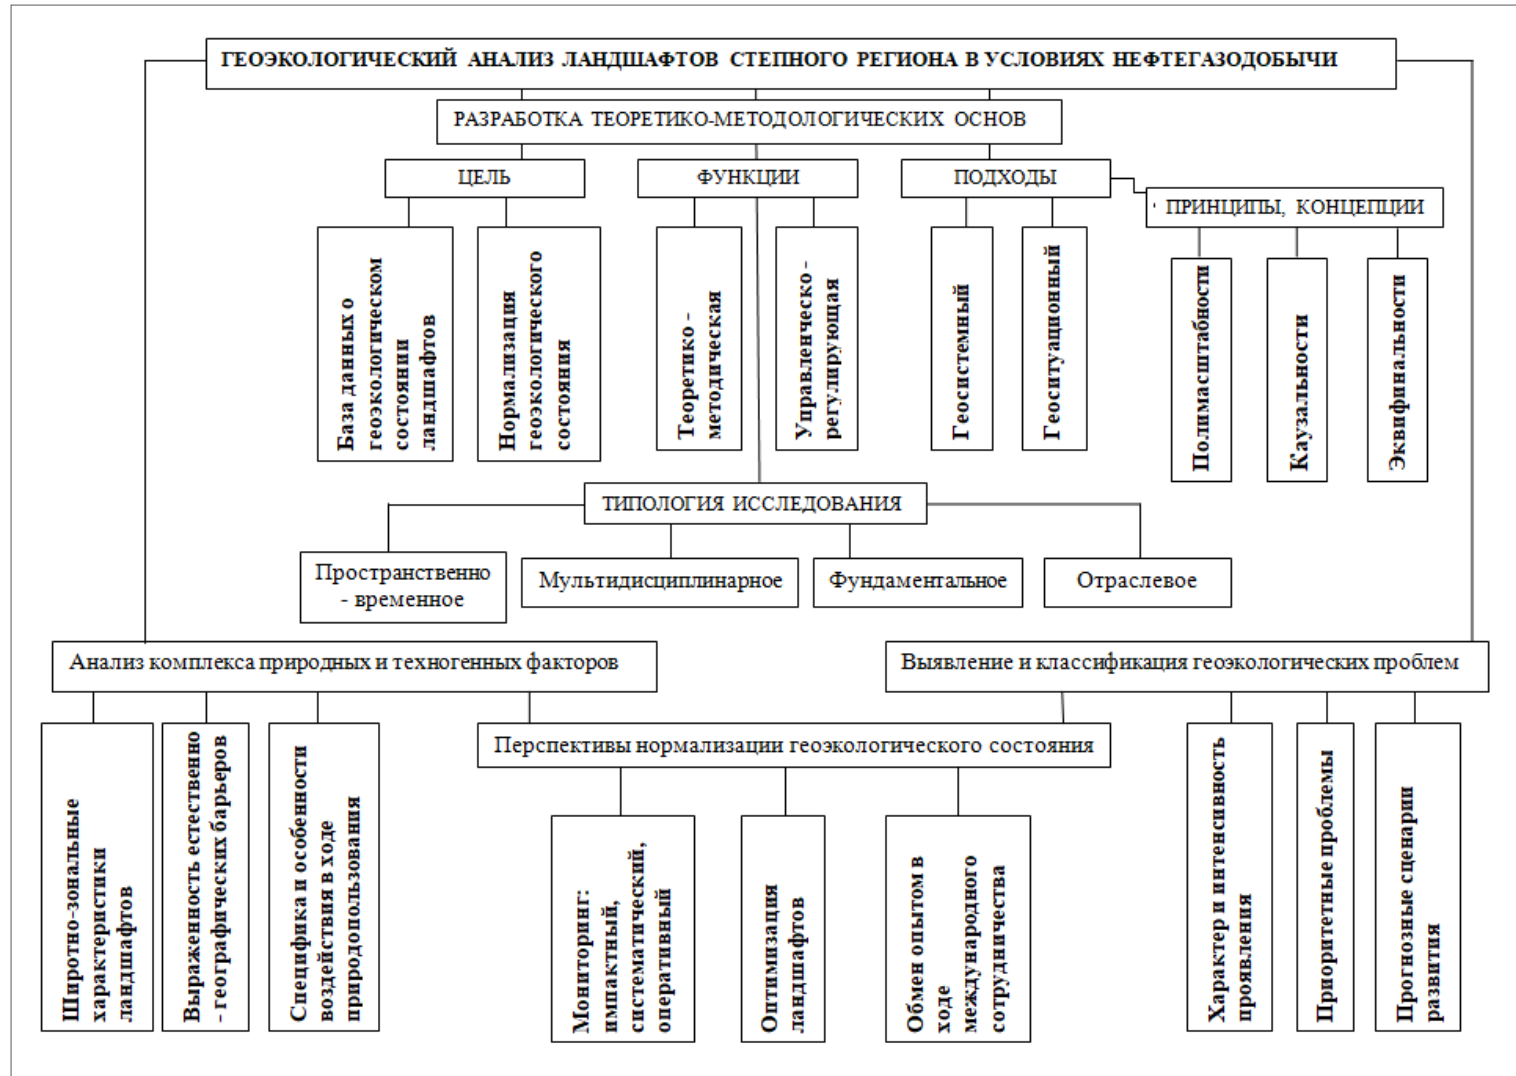 ГЕОЭКОЛОГИЧЕСКИЙ АНАЛИЗ ЛАНДШАФТОВ СТЕПНОГО РЕГИОНА В УСЛОВИЯХ НЕФТЕГАЗОДОБЫЧИ
РАЗРАБОТКА ТЕОРЕТИКО-МЕТОДОЛОГИЧЕСКИХ ОСНОВ
ЦЕЛЬ
ФУНКЦИИ
ПОДХОДЫ
ПРИНЦИПЫ, КОНЦЕПЦИИ
База данных о
геоэкологическом
состоянии
ландшафтов
Нормализация
геоэкологического
состояния
Теоретико -
методическая
Управленческо -
регулирующая
Геосистемный
Геоситуационный
Полимасштабности
Каузальности
Эквифинальности
ТИПОЛОГИЯ ИССЛЕДОВАНИЯ
Пространственно
- временное
Мультидисциплинарное
Фундаментальное
Отраслевое
Анализ комплекса природных и техногенных факторов
Выявление и классификация геоэкологических проблем
Широтно-зональные
характеристики
ландшафтов
Выраженность естественно
- географических барьеров
Специфика и особенности
воздействия в ходе
природопользования
Перспективы нормализации геоэкологического состояния
Мониторинг:
импактный,
систематический,
оперативный
Оптимизация
ландшафтов
Обмен опытом в
ходе
международного
сотрудничества
Характер и интенсивность
проявления
Приоритетные проблемы
Прогнозные сценарии
развития